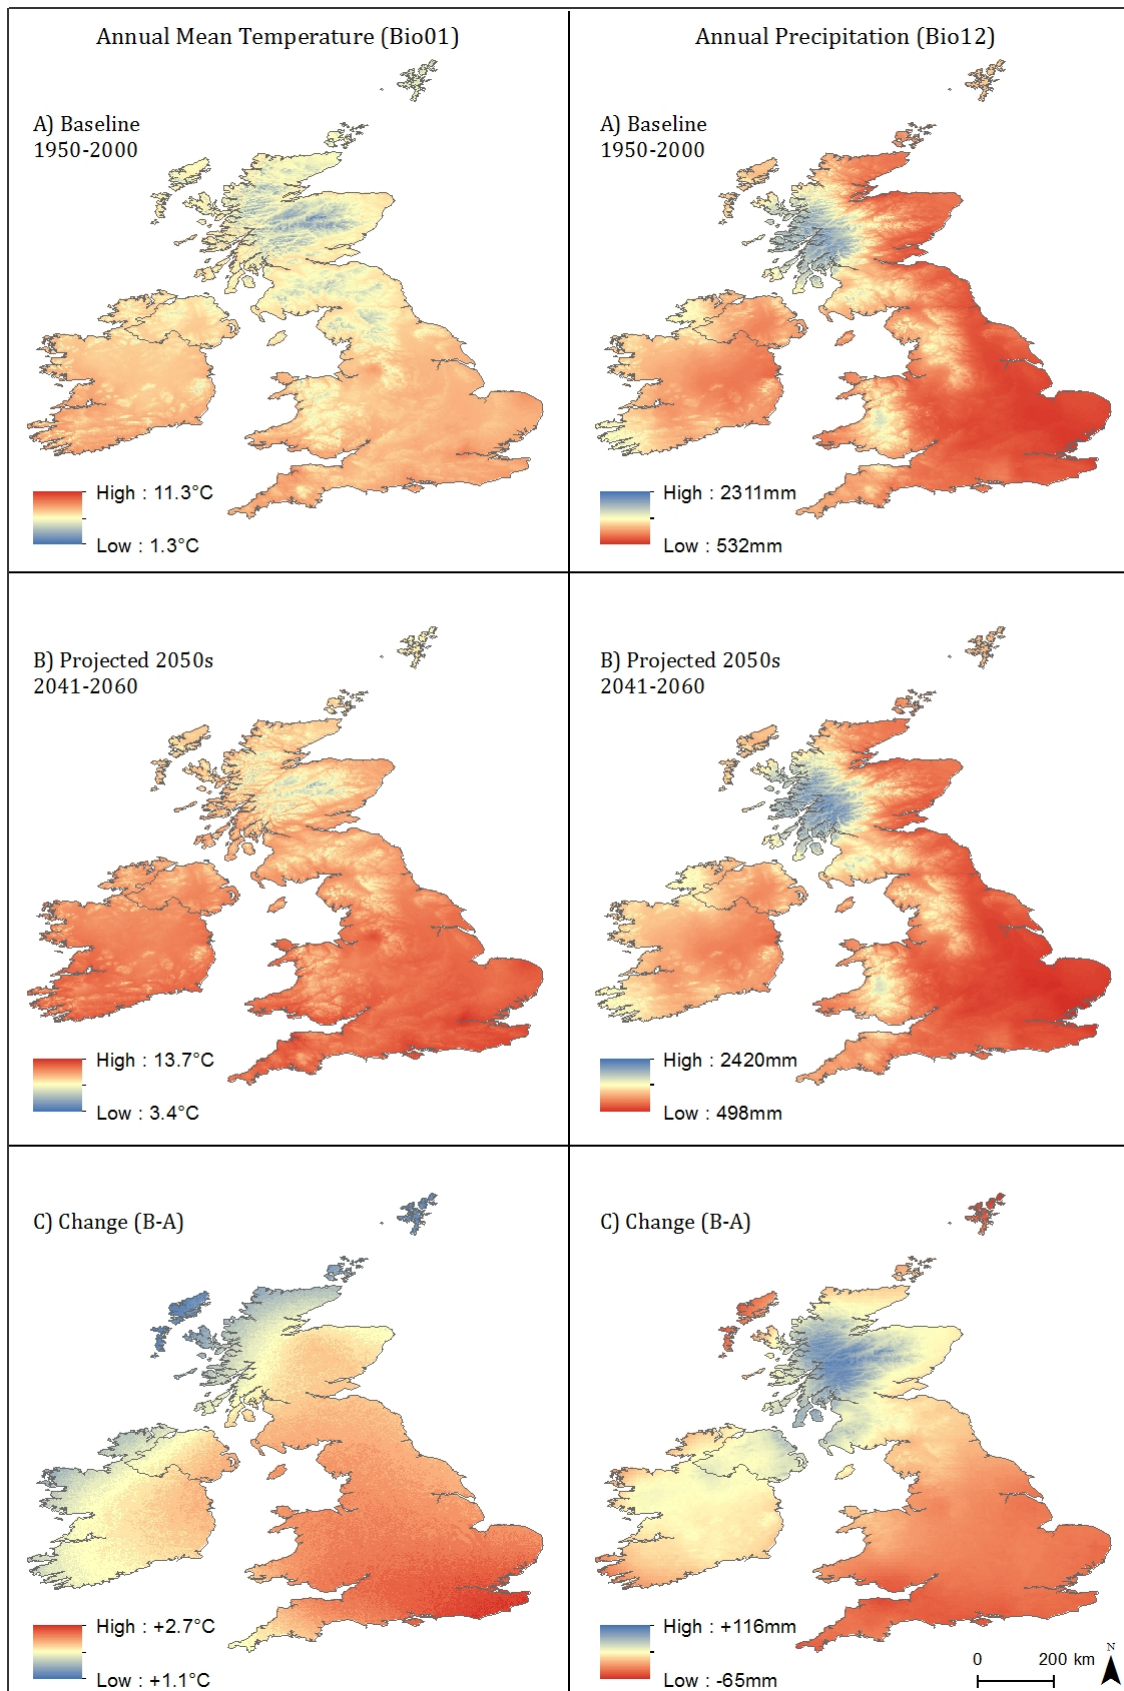 Annual Mean Temperature (Bio01)
Annual Precipitation (Bio12)
A) Baseline
1950-2000
High : 11.3°C
Low : 1.3°C
A) Baseline
1950-2000
High : 2311mm
Low : 532mm
B) Projected 2050s
2041-2060
High : 13.7°C
Low : 3.4°C
B) Projected 2050s
2041-2060
High : 2420mm
Low : 498mm
C) Change (B-A)
High : +2.7°C
Low : +1.1°C
C) Change (B-A)
High : +116mm
Low : -65mm
0 200 km
N